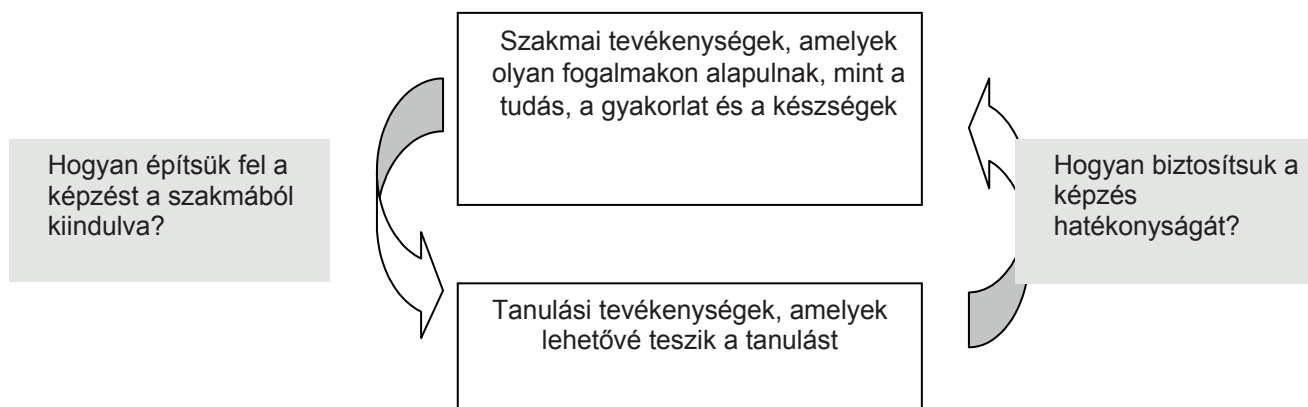 Szakmai tevékenységek, amelyek
olyan fogalmakon alapulnak, mint a
tudás, a gyakorlat és a készségek
Hogyan építsük fel a
képzést a szakmából
kiindulva?
Hogyan biztosítsuk a
képzés
hatékonyságát?
Tanulási tevékenységek, amelyek
lehetővé teszik a tanulást